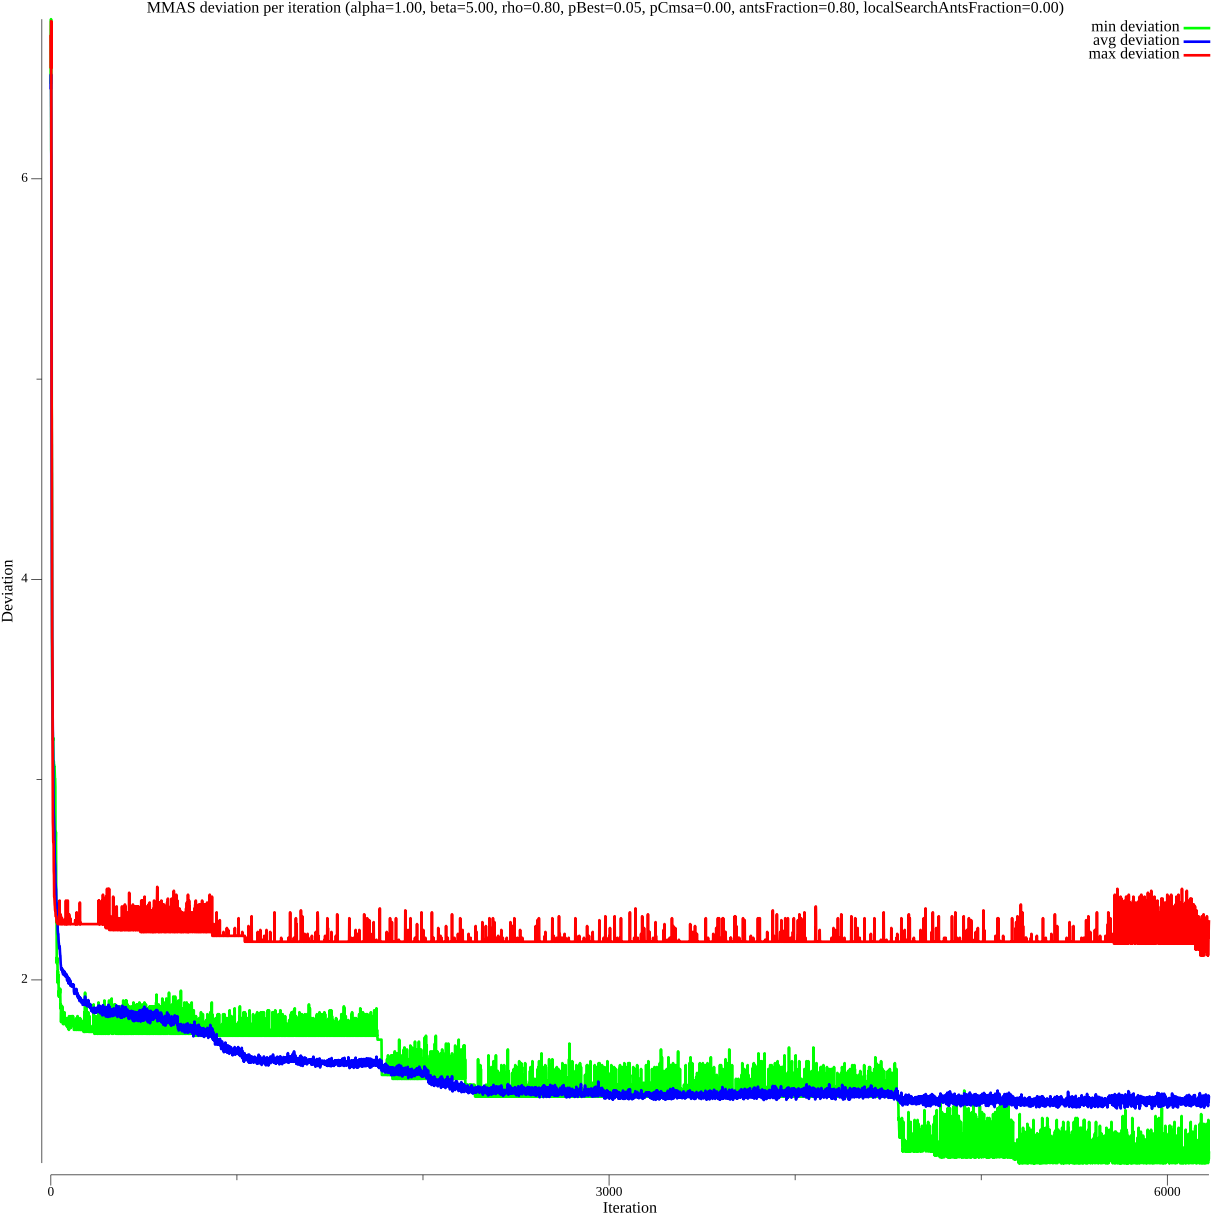 MMAS deviation per iteration (alpha=1.00, beta=5.00, rho=0.80, pBest=0.05, pCmsa=0.00, antsFraction=0.80, localSearchAntsFraction=0.00)
min deviation
avg deviation
max deviation
6
4
2
Deviation
0
3000
6000
Iteration